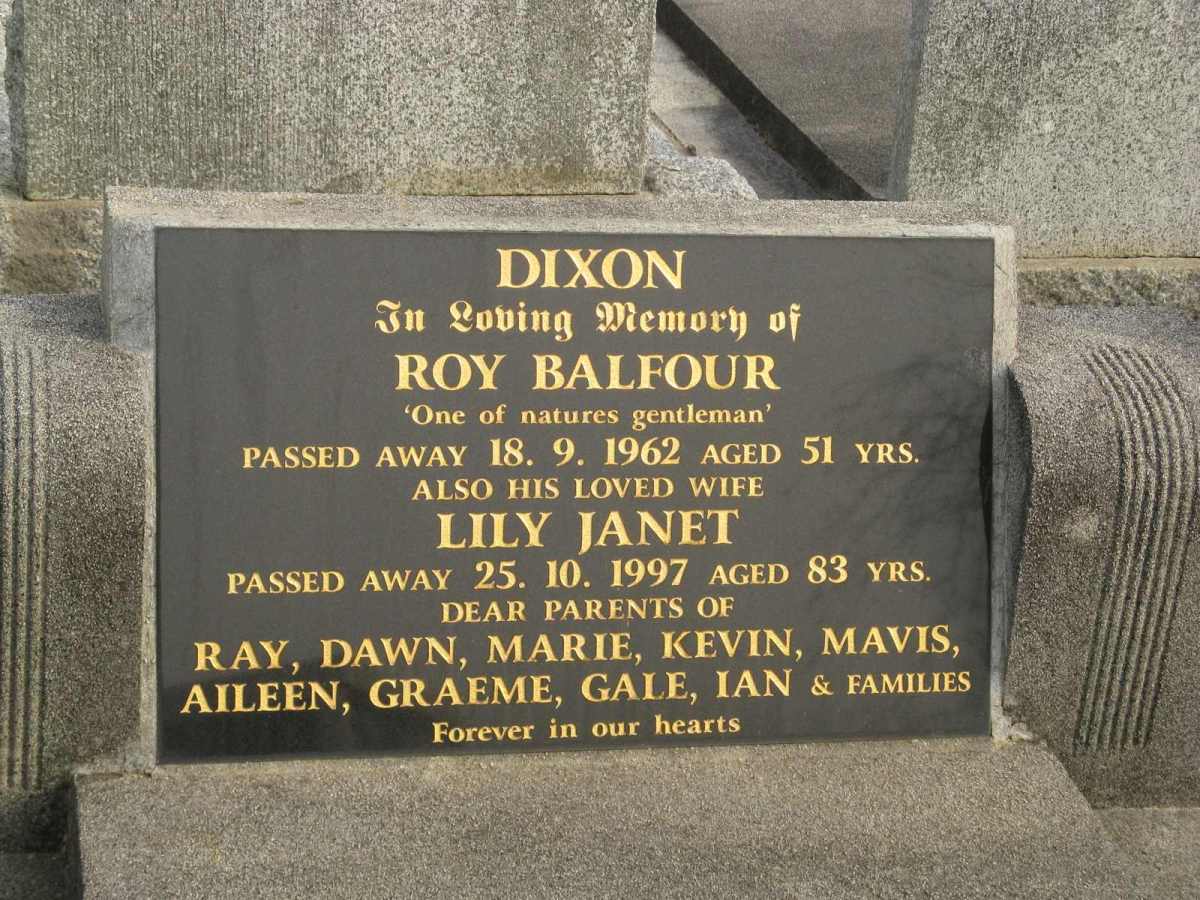 DIXON
In Loving Memory of
ROY BALFOUR
'One of natures gentleman'
PASSED AWAY 18. 9. 1962 AGED 51 YRS.
ALSO HIS LOVED WIFE
LILY JANET
PASSED AWAY 25. 10. 1997 AGED 83 YRS.
DEAR PARENTS OF
RAY, DAWN, MARIE, KEVIN, MAVIS,
AILEEN, GRAEME, GALE, IAN & FAMILIES
Forever in our hearts